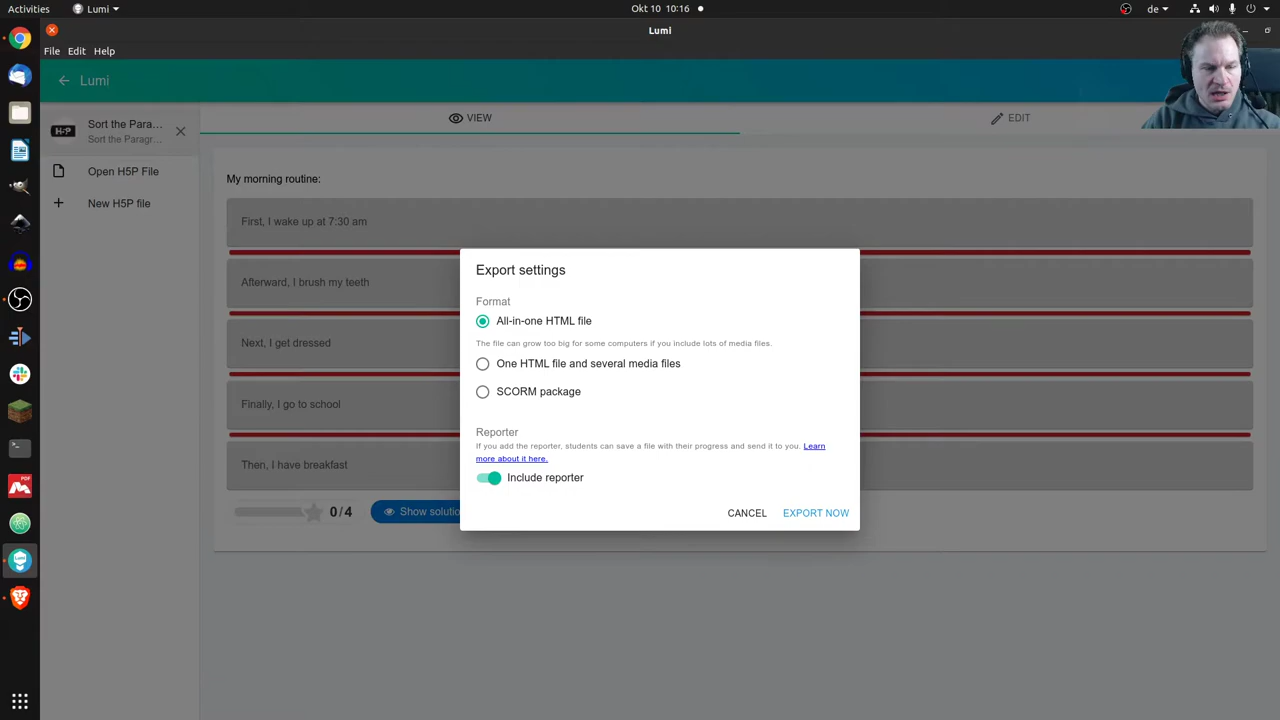 Activities
Lumi
Okt 10 10:16
de
Lumi
File Edit Help
Lumi
Sort the Para...
Sort the Paragr...
VIEW
EDIT
Open H5P File
New H5P file
My morning routine:
First, I wake up at 7:30 am
Afterward, I brush my teeth
Next, I get dressed
Finally, I go to school
Then, I have breakfast
0/4
Show solutio
Export settings
Format
All-in-one HTML file
The file can grow too big for some computers if you include lots of media files.
One HTML file and several media files
SCORM package
Reporter
If you add the reporter, students can save a file with their progress and send it to you. Learn
more about it here.
Include reporter
CANCEL
EXPORT NOW
H-P
PDF